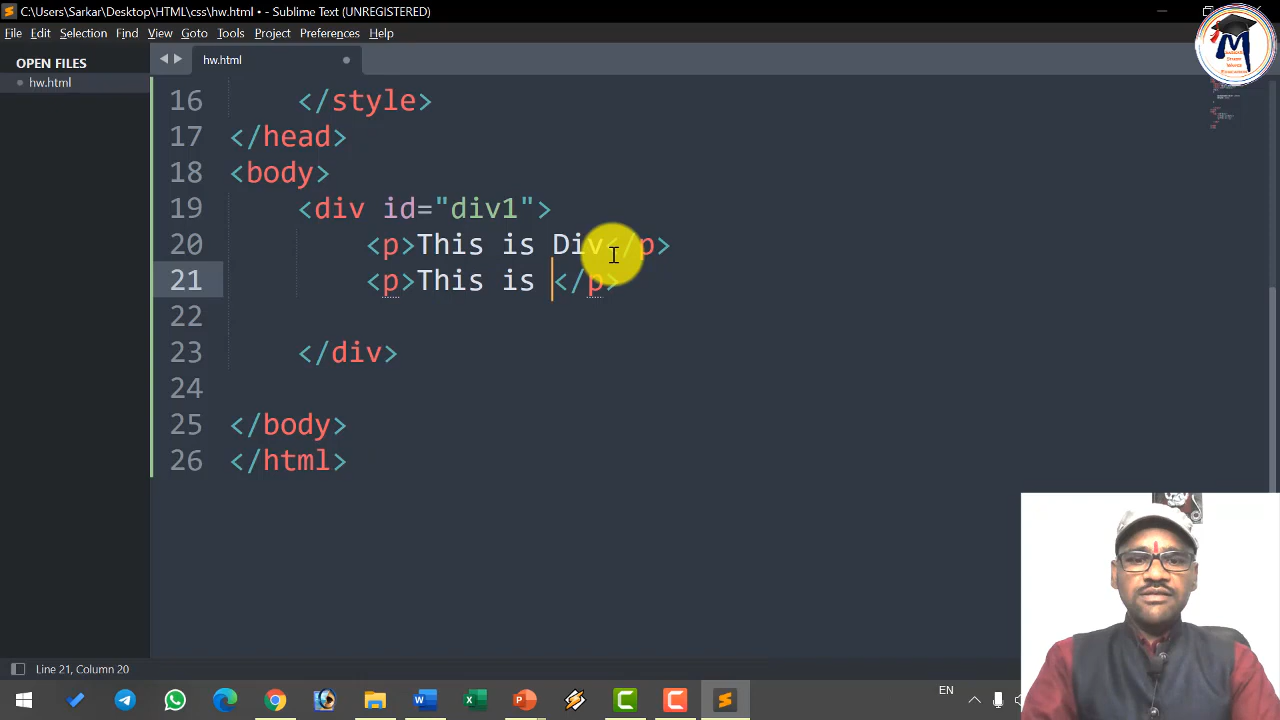 C:\Users\Sarkar\Desktop\HTML\css\hw.html • - Sublime Text (UNREGISTERED)
File Edit Selection Find View Goto Tools Project Preferences Help
OPEN FILES
hw.html
hw.html
16 </style>
17 </head>
18 <body>
19 <div id="div1">
20 <p>This is Div</p>
21 <p>This is </p>
22
23 </div>
24
25 </body>
26 </html>
Line 21, Column 20
EN